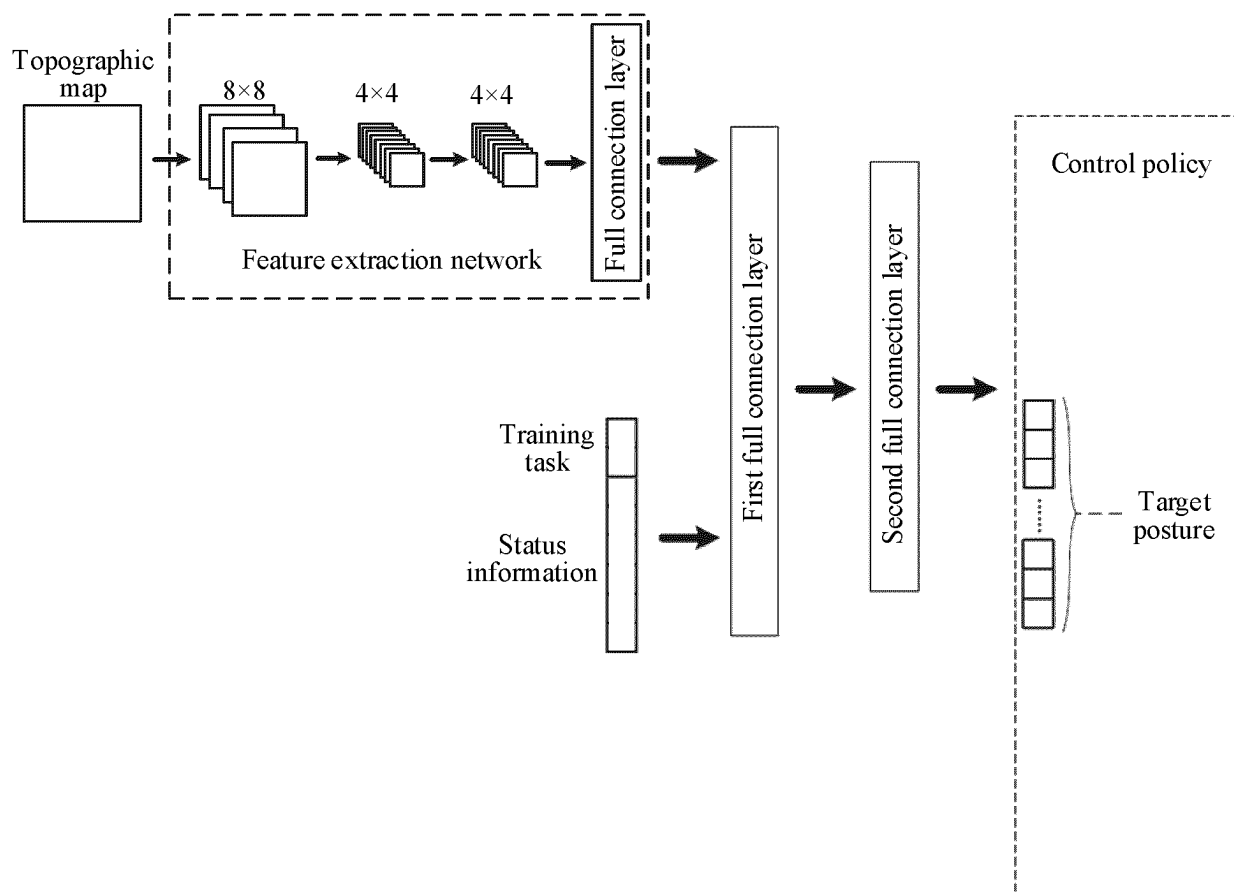 Topographic
map
8×8
4×4
4×4
Full connection layer
Feature extraction network
Training
task
Status
information
First full connection layer
Second full connection layer
Control policy
Target
posture